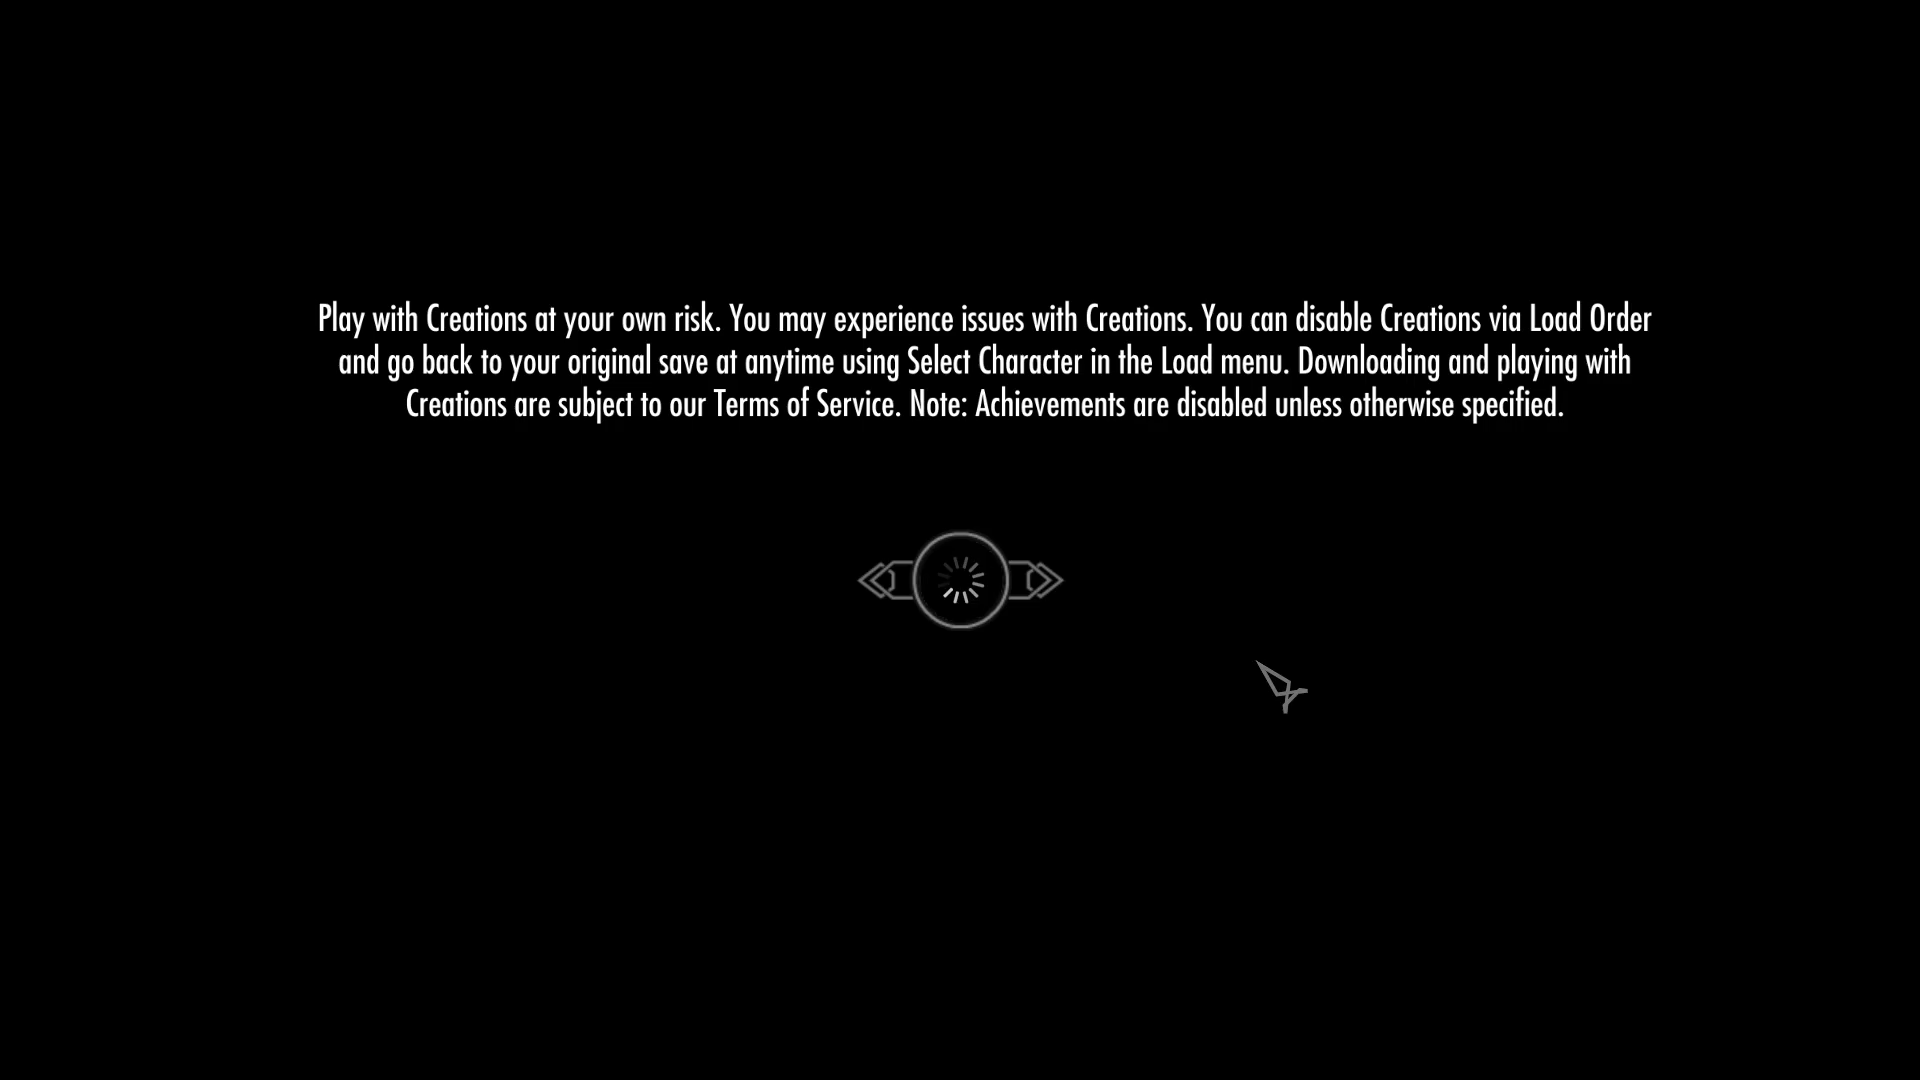 Play with Creations at your own risk. You may experience issues with Creations. You can disable Creations via Load Order
and go back to your original save at anytime using Select Character in the Load menu. Downloading and playing with
Creations are subject to our Terms of Service. Note: Achievements are disabled unless otherwise specified.